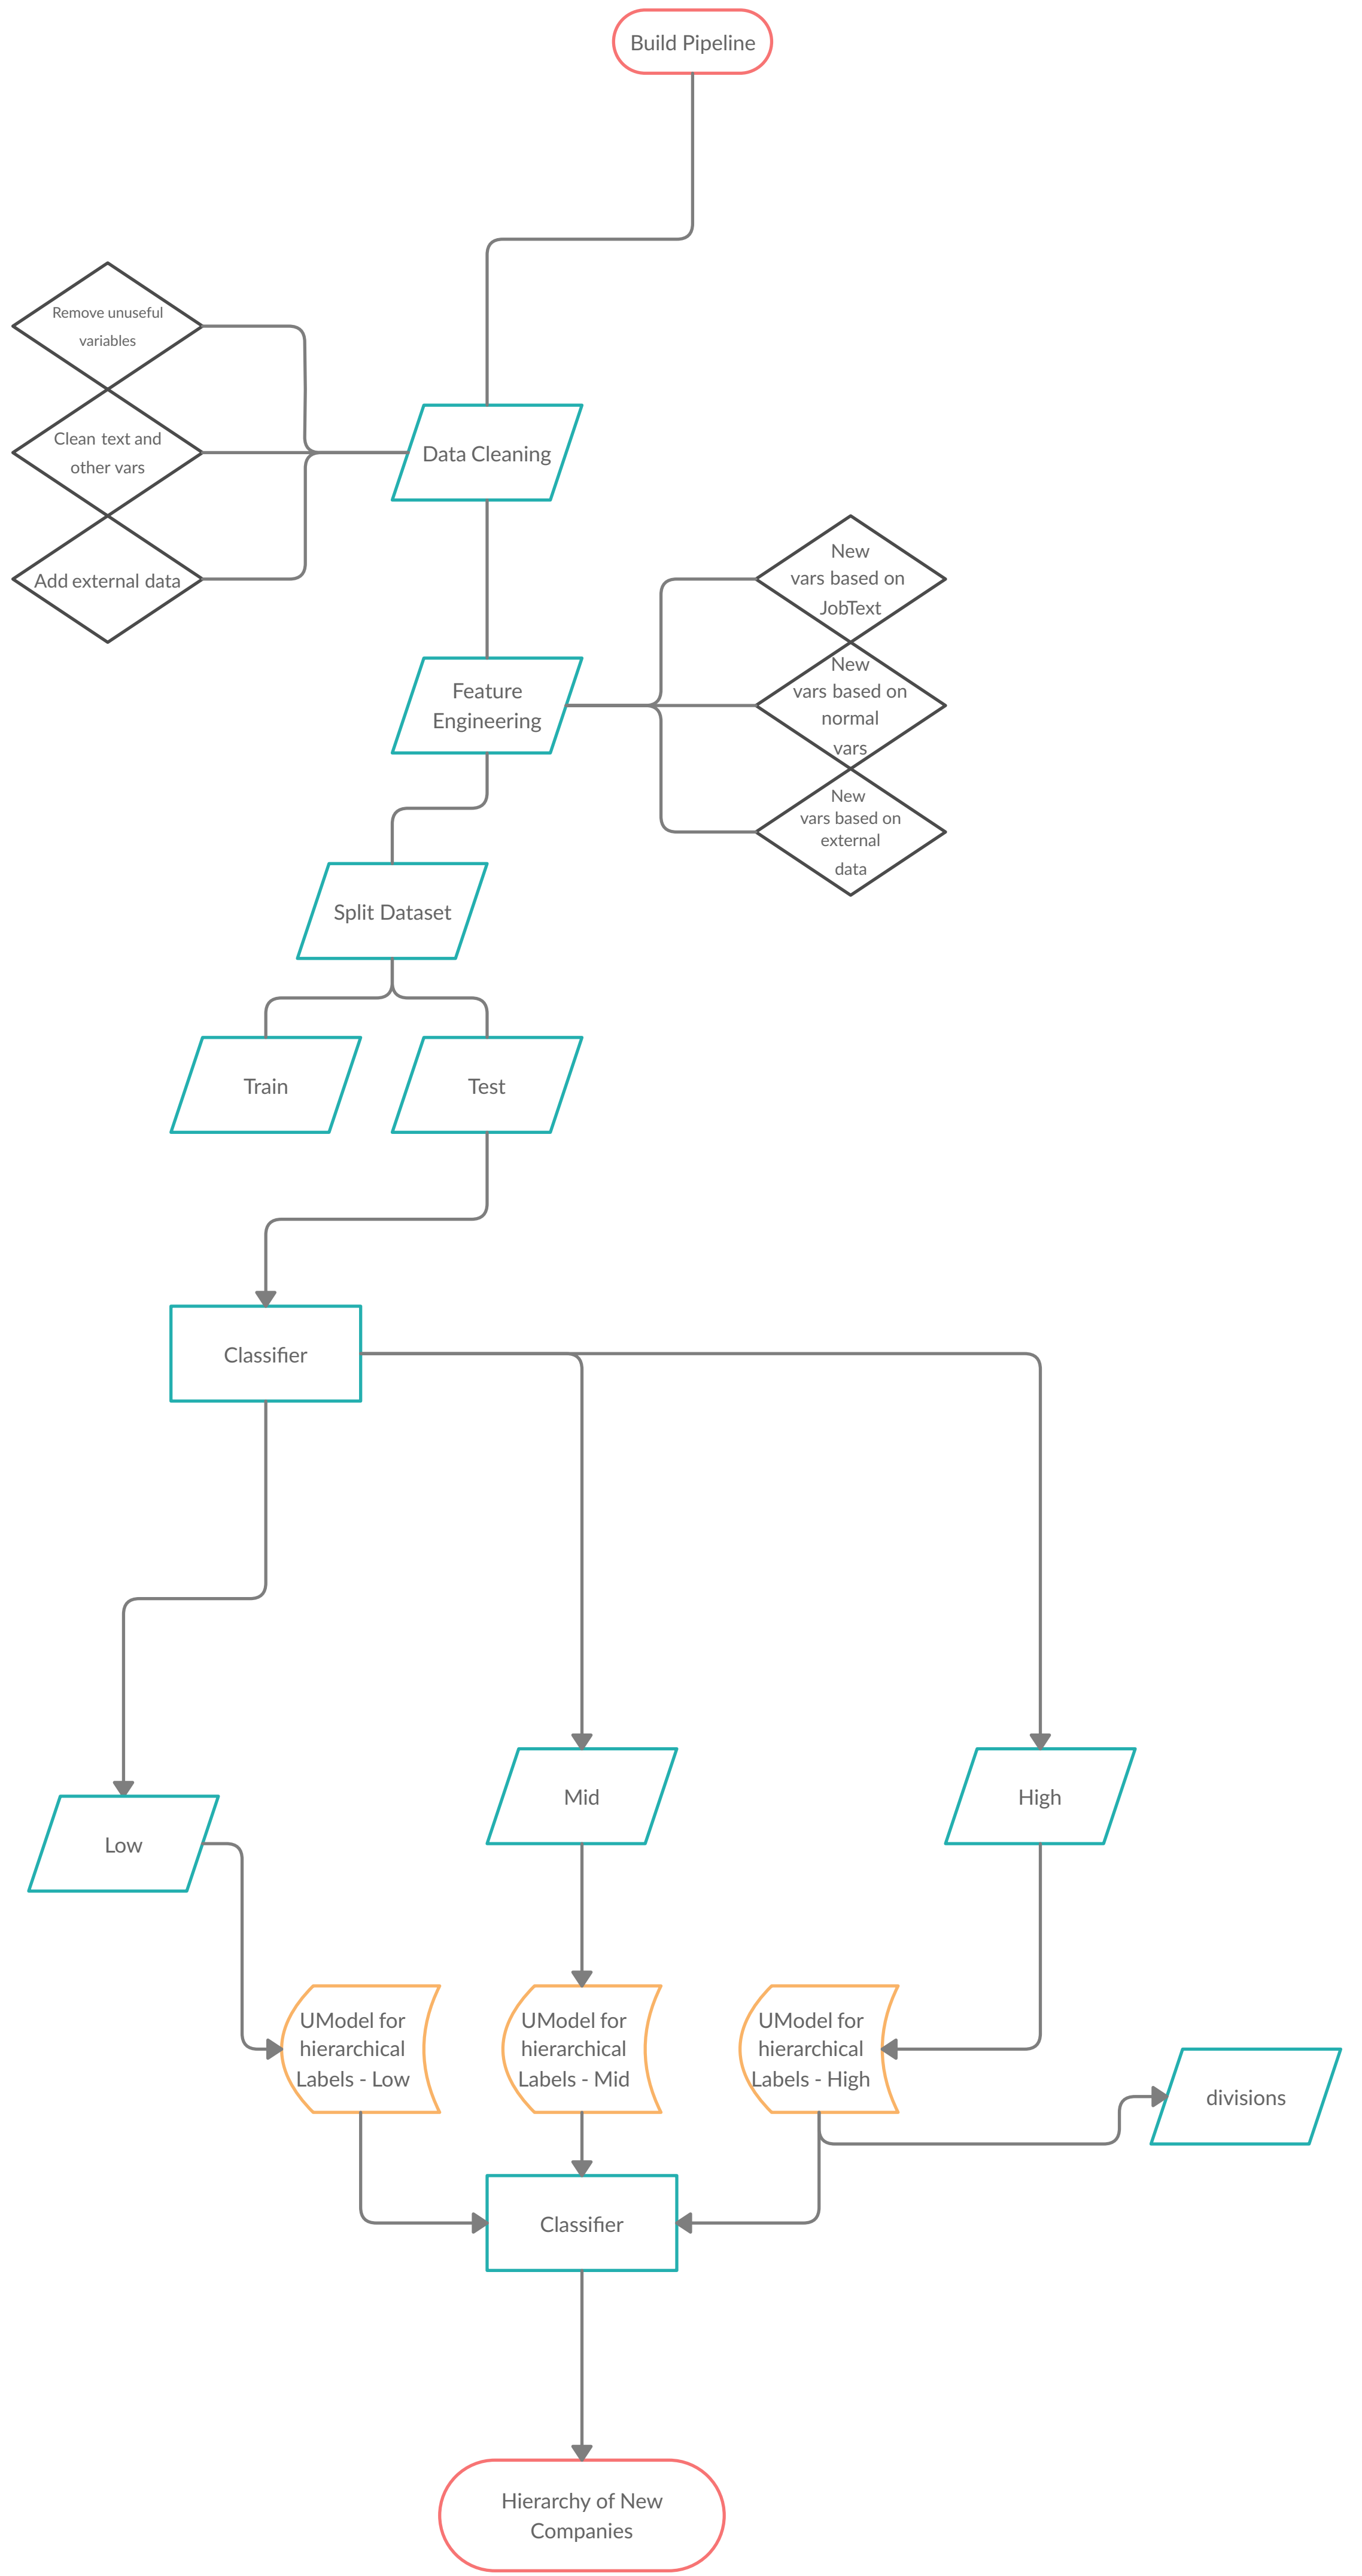 Build Pipeline
Remove unuseful
variables
Clean text and
other vars
Data Cleaning
Add external data
New
vars based on
JobText
New
vars based on
normal
vars
Feature
Engineering
New
vars based on
external
data
Split Dataset
Train
Test
Classifier
Low
Mid
High
UModel for
hierarchical
Labels - Low
UModel for
hierarchical
Labels - Mid
UModel for
hierarchical
Labels - High
divisions
Classifier
Hierarchy of New
Companies